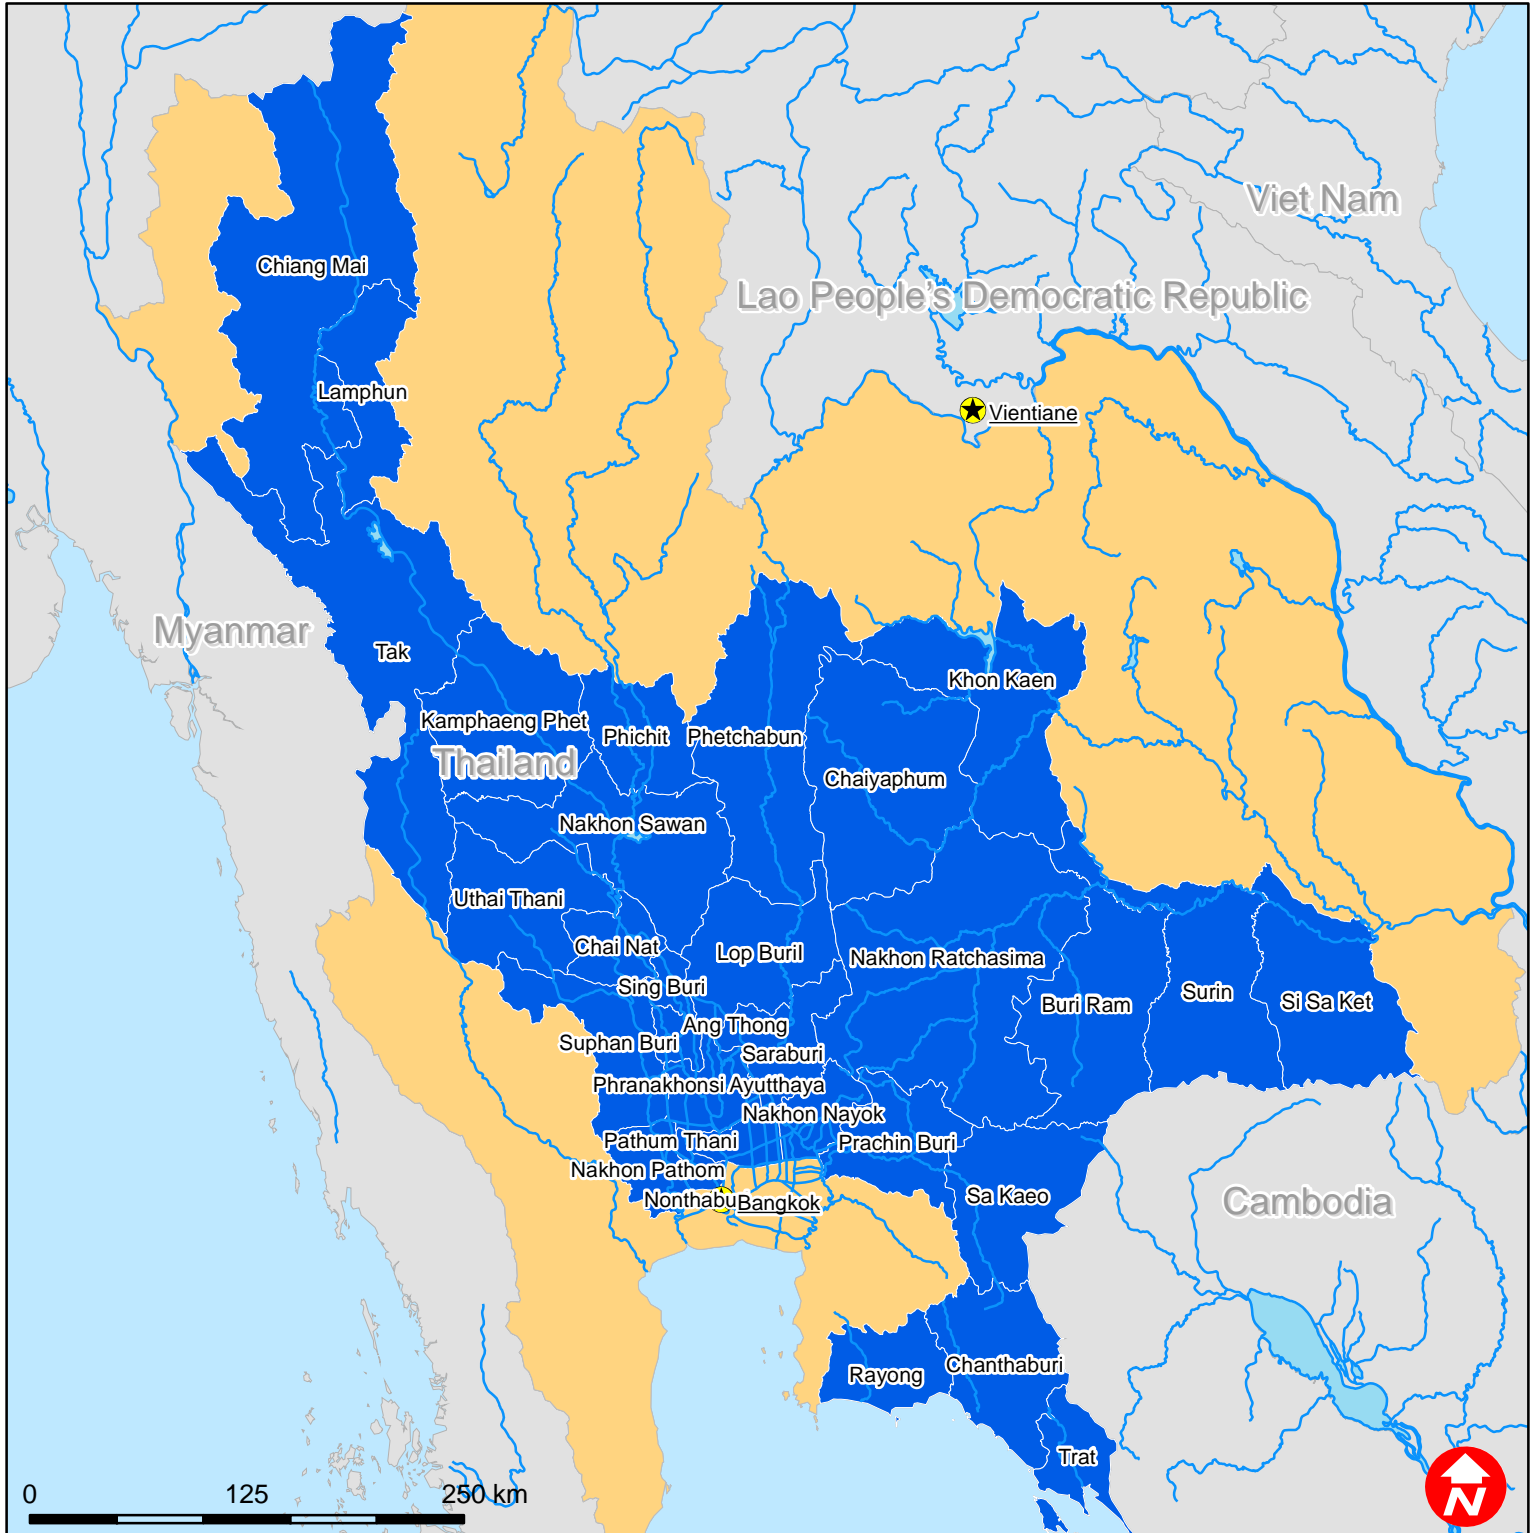 Viet Nam
Chiang Mai
Lao People's Democratic Republic
Lamphun
Vientiane
Myanmar
Tak
Khon Kaen
Kamphaeng Phet
Phichit
Phetchabun
Thailand
Chaiyaphum
Nakhon Sawan
Uthai Thani
Chai Nat
Lop BuriI
Nakhon Ratchasima
Sing Buri
Buri Ram
Surin
Si Sa Ket
Ang Thong
Suphan Buri
Saraburi
Phranakhonsi Ayutthaya
Nakhon Nayok
Pathum Thani
Prachin Buri
Nakhon Pathom
Nonthabu
Bangkok
Sa Kaeo
Cambodia
Rayong
Chanthaburi
Trat
0 125 250 km
N